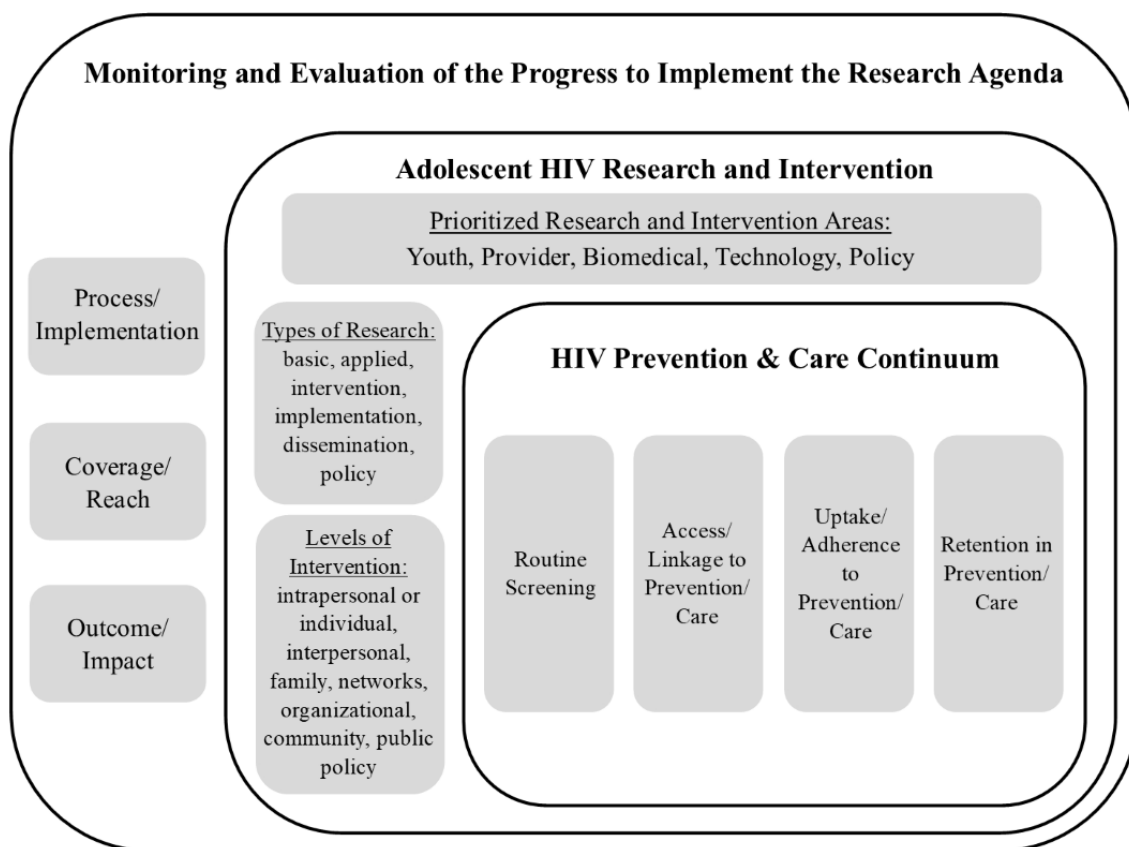 Monitoring and Evaluation of the Progress to Implement the Research Agenda
Adolescent HIV Research and Intervention
Prioritized Research and Intervention Areas:
Youth, Provider, Biomedical, Technology, Policy
Process/
Implementation
Coverage/
Reach
Outcome/
Impact
Types of Research:
basic, applied,
intervention,
implementation,
dissemination,
policy
Levels of
Intervention:
intrapersonal or
individual,
interpersonal,
family, networks,
organizational,
community, public
policy
HIV Prevention & Care Continuum
Routine
Screening
Access/
Linkage to
Prevention/
Care
Uptake/
Adherence
to
Prevention/
Care
Retention in
Prevention/
Care